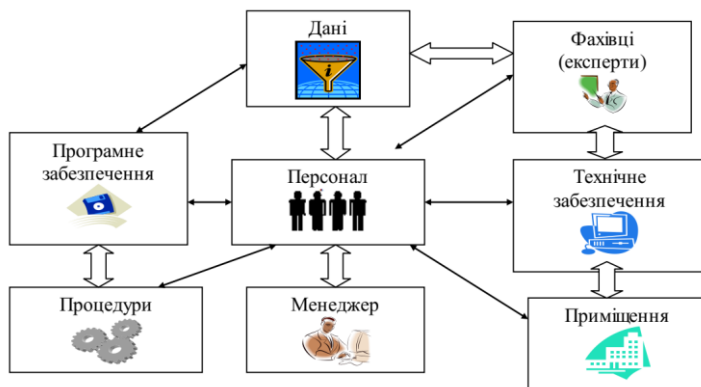 Дані
Фахівці
(експерти)
Програмне
забезпечення
Персонал
Технічне
забезпечення
Процедури
Менеджер
Приміщення